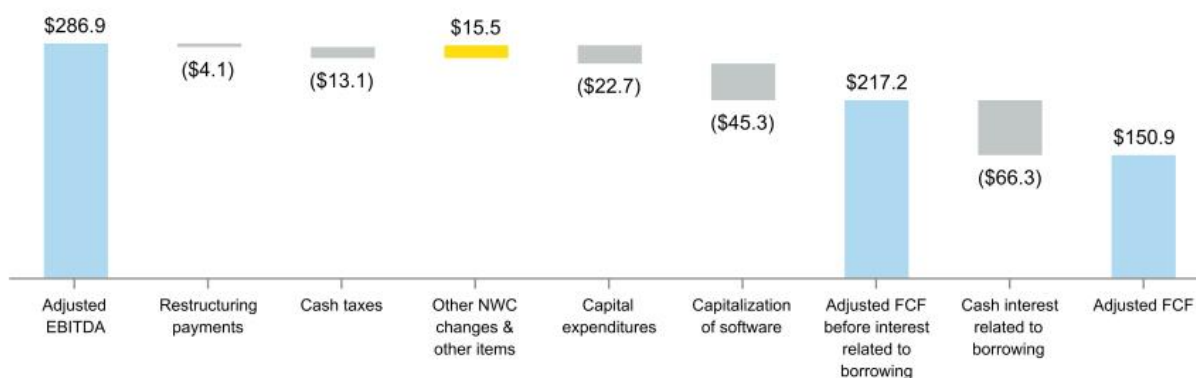 $286.9
($4.1)
($13.1)
$15.5
($22.7)
($45.3)
$217.2
($66.3)
$150.9
Adjusted
EBITDA
Restructuring
payments
Cash taxes
Other NWC
changes &
other items
Capital
expenditures
Capitalization
of software
Adjusted FCF
before interest
related to
borrowing
Cash interest
related to
borrowing
Adjusted FCF